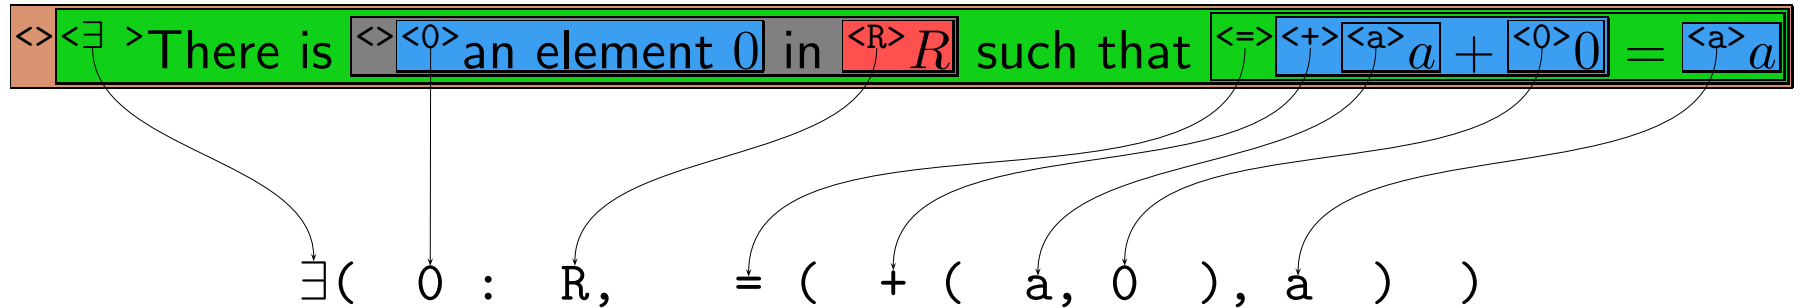 <><∃ >There is <><0>an element 0 in <R>R such that <=><+><a>a + <0>0 = <a>a
∃( 0 : R, = ( + ( a, 0 ), a ) )